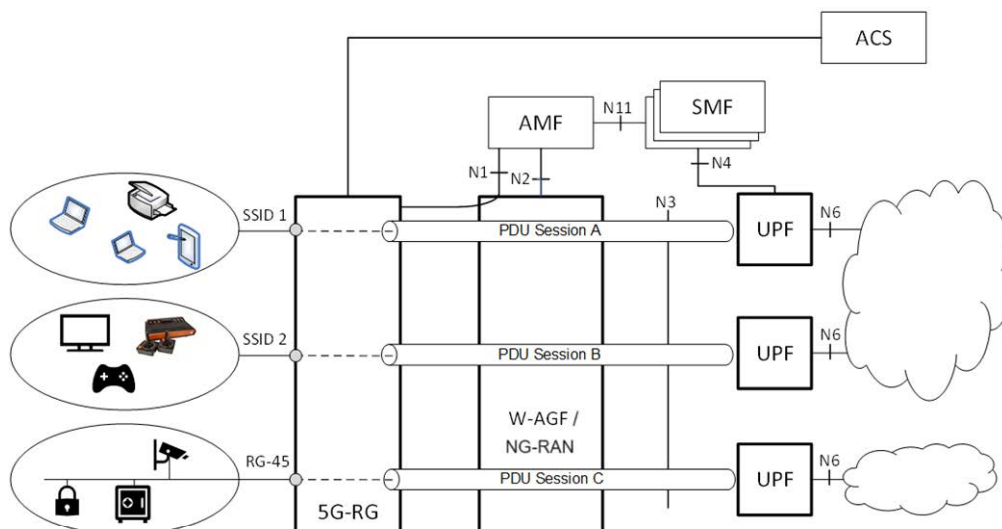 ACS
AMF
N11
SMF
N1
N2
N4
SSID 1
N3
PDU Session A
UPF
N6
SSID 2
PDU Session B
UPF
N6
W-AGF /
NG-RAN
RG-45
PDU Session C
UPF
N6
5G-RG